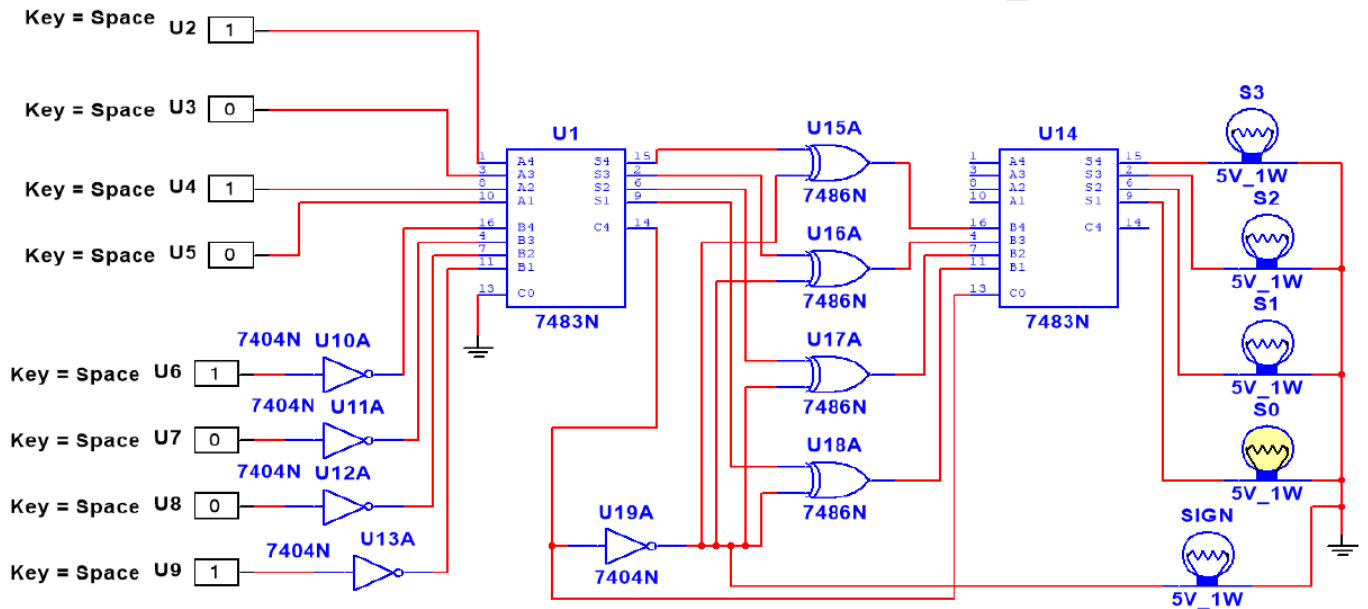 Key = Space U2 1
Key = Space U3 0
Key = Space U4 1
Key = Space U5 0
Key = Space U6 1
Key = Space U7 0
Key = Space U8 0
Key = Space U9 1
7404N U10A
7404N U11A
7404N U12A
7404N U13A
U1
1 A4 S4 15
3 A3 S3 2
8 A2 S2 6
10 A1 S1 9
16 B4 C4 14
4 B3
7 B2
11 B1
13 C0
7483N
U15A
7486N
U16A
7486N
U17A
7486N
U18A
7486N
U19A
7404N
U14
1 A4 S4 15
3 A3 S3 2
8 A2 S2 6
10 A1 S1 9
16 B4 C4 14
4 B3
7 B2
11 B1
13 C0
7483N
S3
5V_1W
S2
5V_1W
S1
5V_1W
S0
5V_1W
SIGN
5V_1W